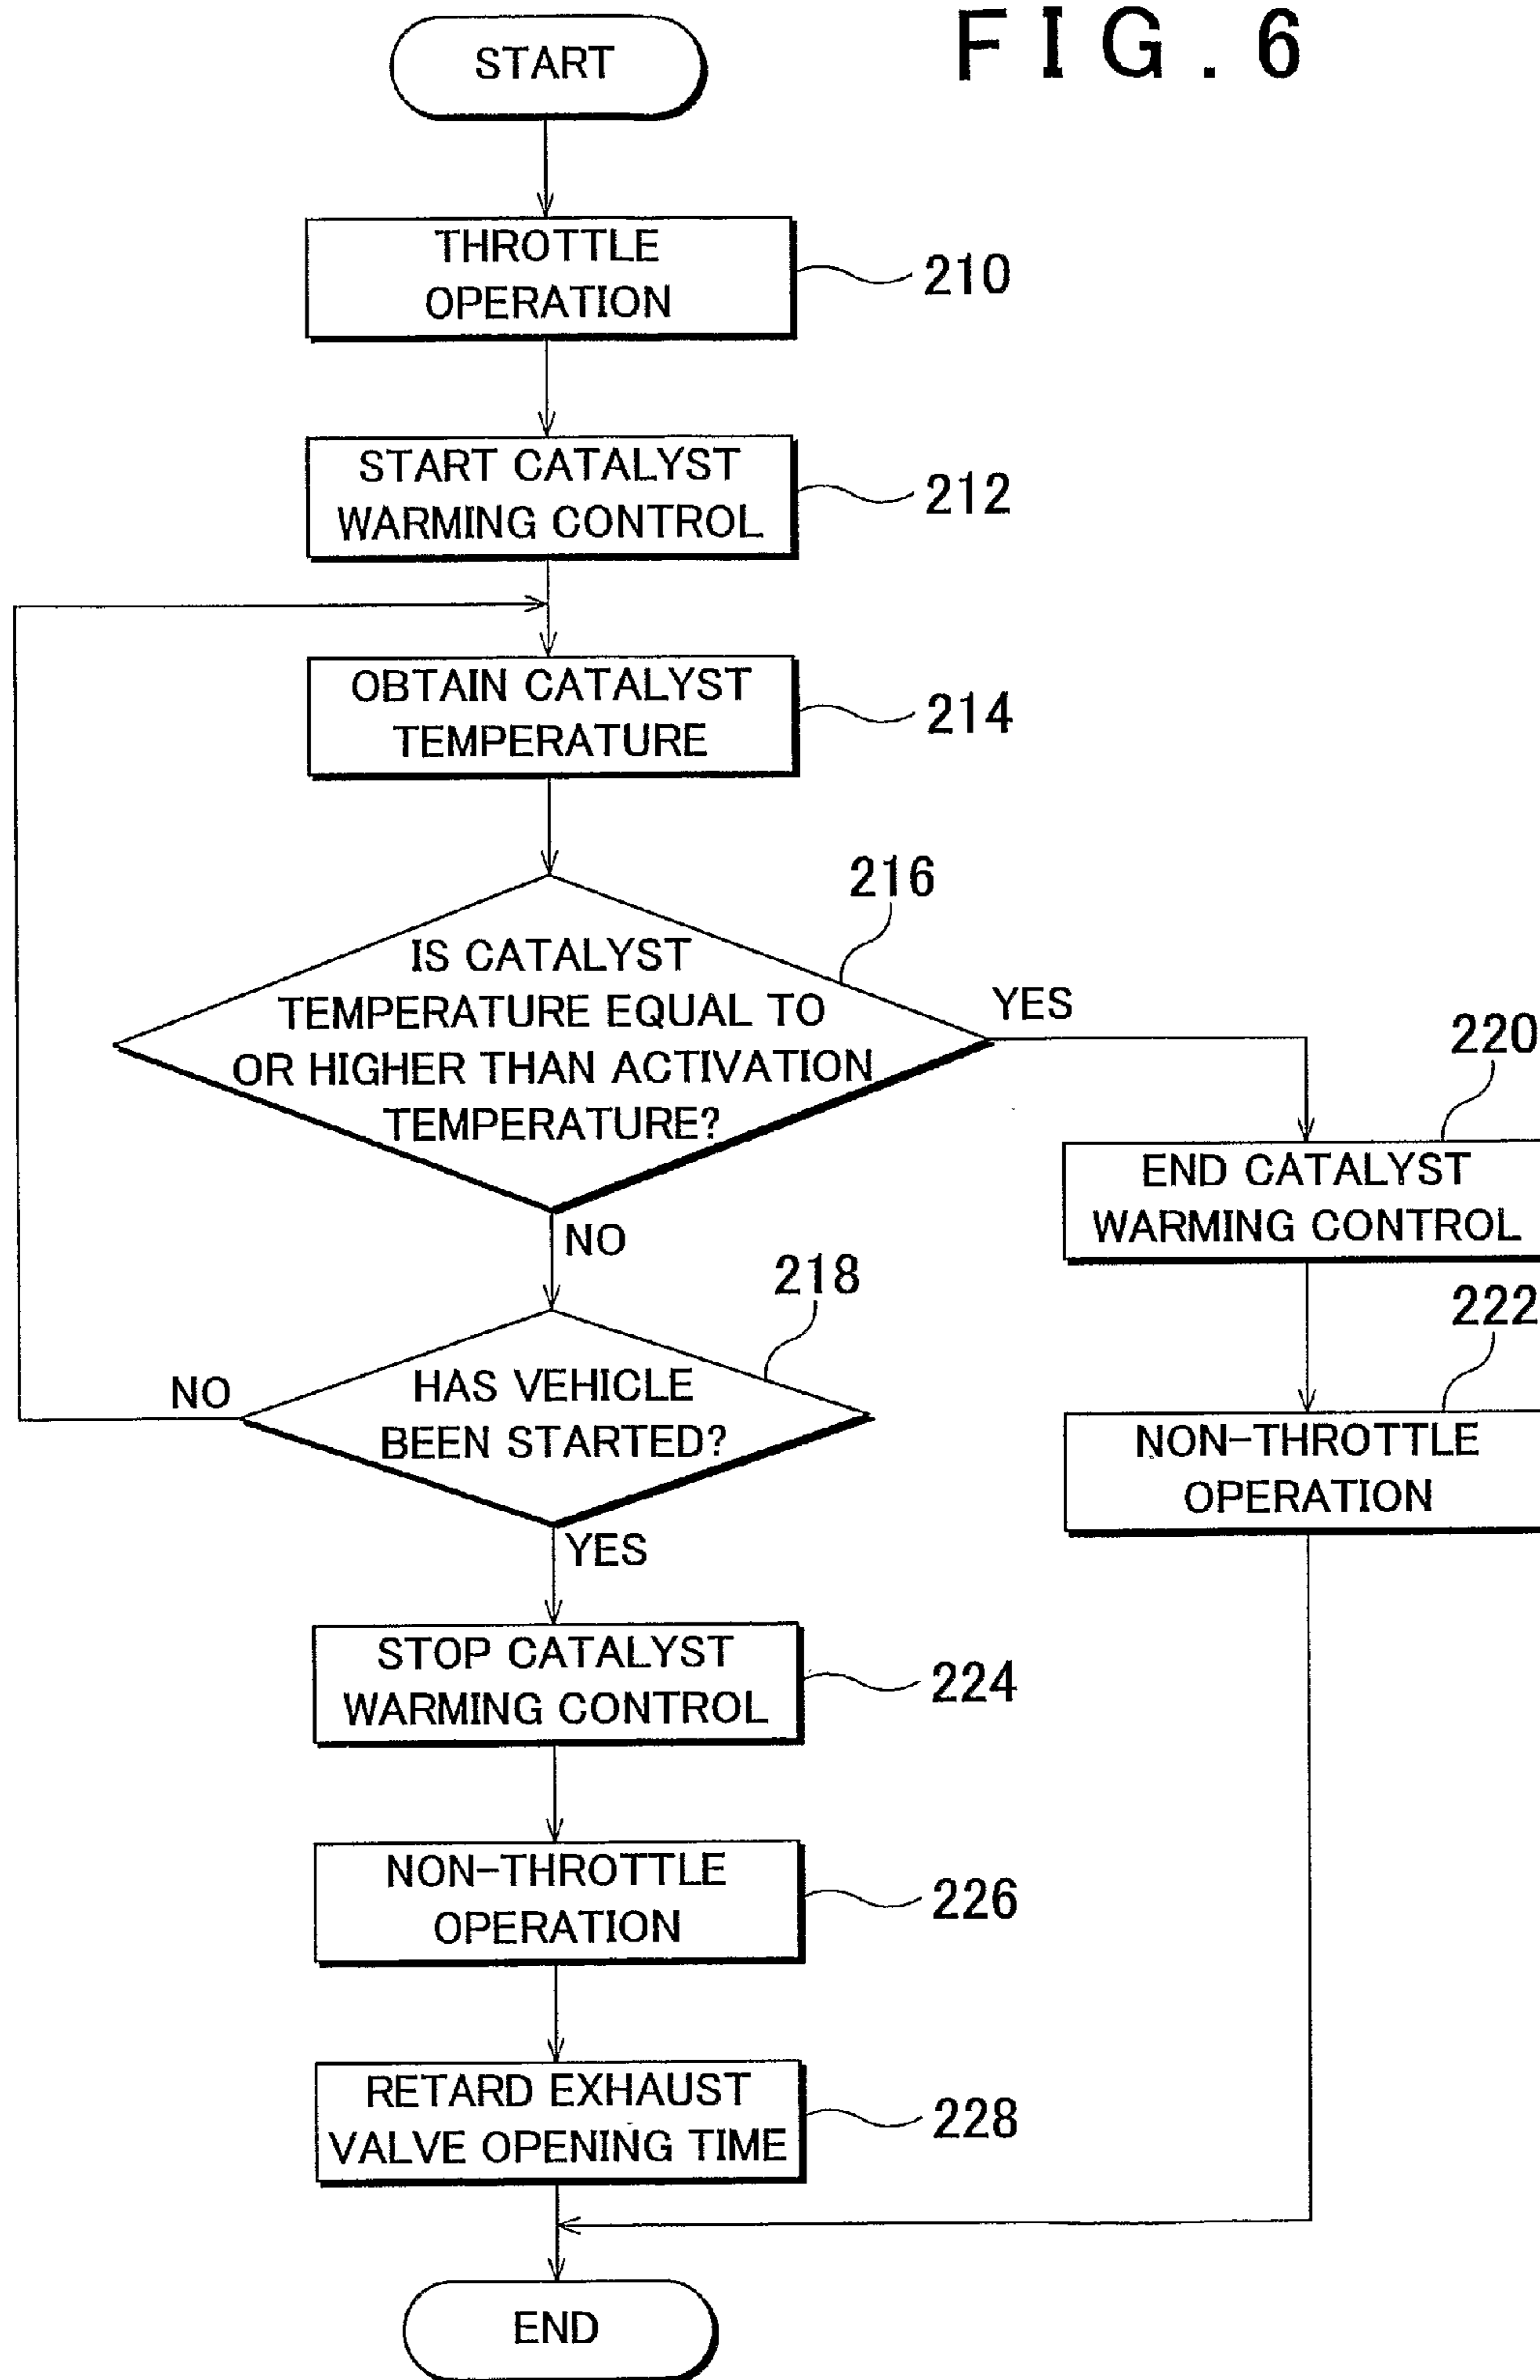 FIG. 6
START
THROTTLE
OPERATION
210
START CATALYST
WARMING CONTROL
212
OBTAIN CATALYST
TEMPERATURE
214
216
IS CATALYST
TEMPERATURE EQUAL TO
OR HIGHER THAN ACTIVATION
TEMPERATURE?
YES
NO
220
END CATALYST
WARMING CONTROL
218
HAS VEHICLE
BEEN STARTED?
NO
YES
222
NON-THROTTLE
OPERATION
STOP CATALYST
WARMING CONTROL
224
NON-THROTTLE
OPERATION
226
RETARD EXHAUST
VALVE OPENING TIME
228
END